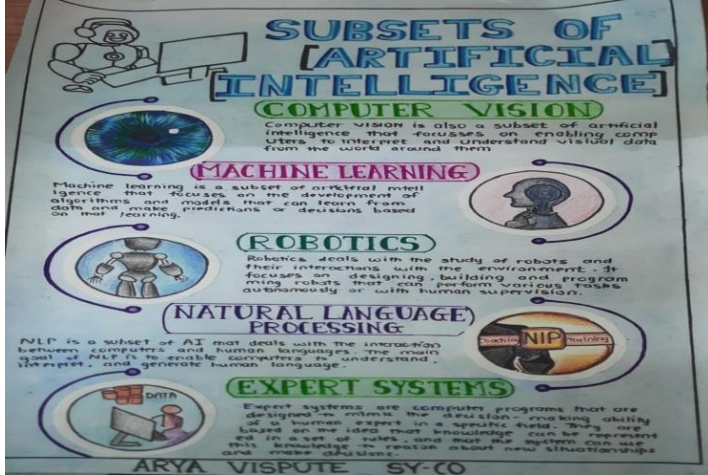 SUBSETS OF
[ARTIFICIAL]
[INTELLIGENCE]
COMPUTER VISION
Computer vision is also a subset of artificial
intelligence that focusses on enabling comp
uters to interpret and understand visual data
from the world around them
MACHINE LEARNING
Machine learning is a subset of artificial intell
igence that focuses on the development of
algorithms and models that can learn from
data and make predictions or decisions based
on that learning.
ROBOTICS
Robotics deals with the study of robots and
their interactions with the environment. It
focuses on designing, building and program
ming robots that can perform various tasks
autonomously or with human supervision.
NATURAL LANGUAGE
PROCESSING
NLP is a subset of AI that deals with the interaction
between computers and human languages. The main
goal of NLP is to enable computers to understand,
interpret, and generate human language.
Coaching NIP Training
EXPERT SYSTEMS
DATA
Expert systems are computer programs that are
designed to mimik the decision-making ability
of a human expert in a specific field. They are
based on the idea that knowledge can be represent
ed in a set of rules, and that the system can use
this knowledge to reason about new situationships
and make decisions.
ARYA VISPUTE SY-CO